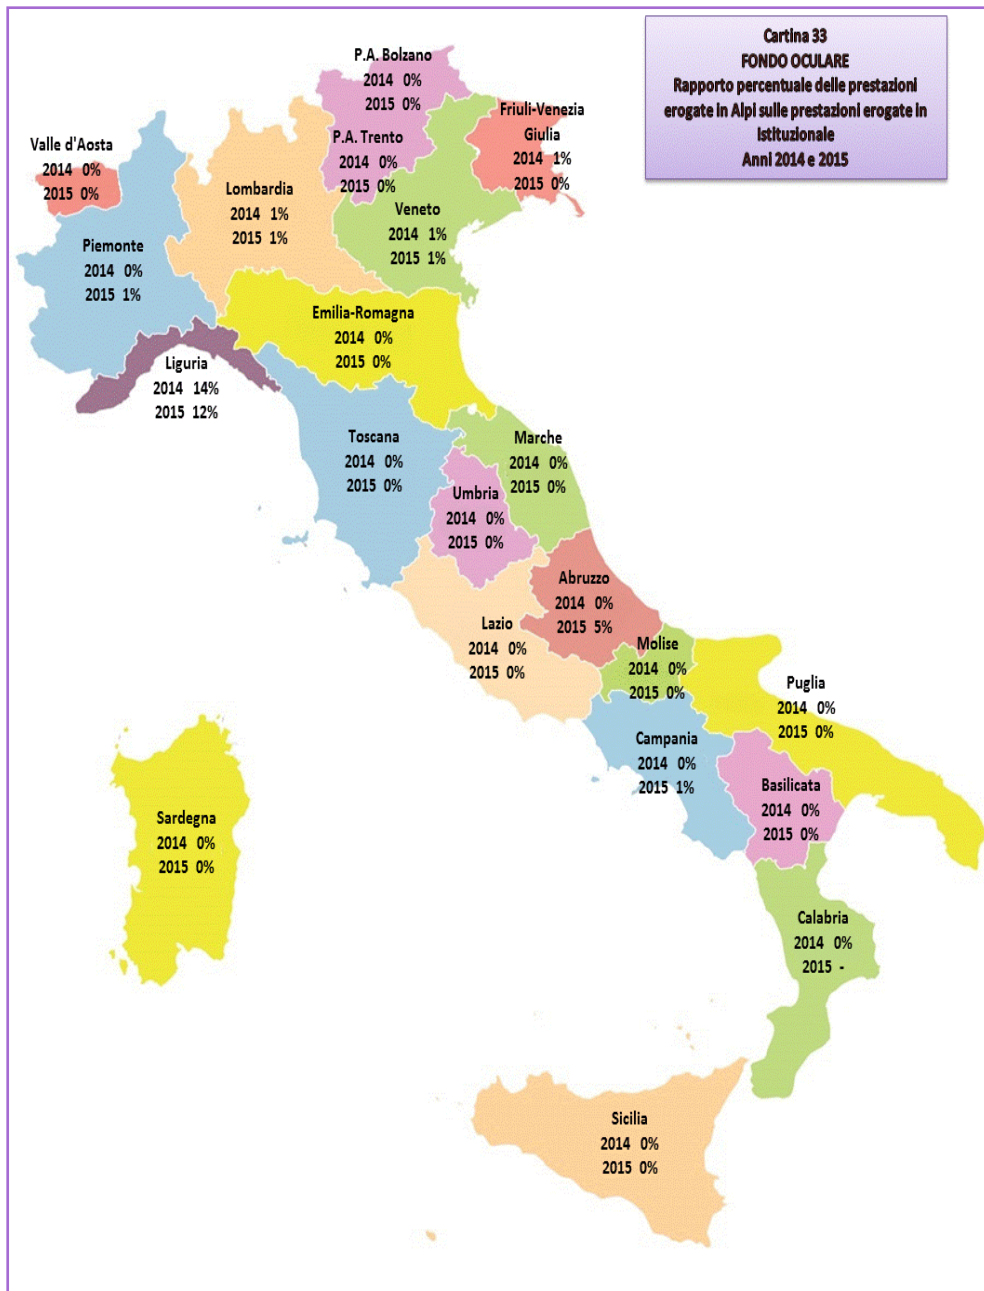 Cartina 33
FONDO OCULARE
Rapporto percentuale delle prestazioni
erogate in Alpi sulle prestazioni erogate in
Istituzionale
Anni 2014 e 2015
P.A. Bolzano
2014 0%
2015 0%
Friuli-Venezia
Giulia
2014 1%
2015 0%
Valle d'Aosta
2014 0%
2015 0%
P.A. Trento
2014 0%
2015 0%
Lombardia
2014 1%
2015 1%
Veneto
2014 1%
2015 1%
Piemonte
2014 0%
2015 1%
Emilia-Romagna
2014 0%
2015 0%
Liguria
2014 14%
2015 12%
Toscana
2014 0%
2015 0%
Marche
2014 0%
2015 0%
Umbria
2014 0%
2015 0%
Abruzzo
2014 0%
2015 5%
Lazio
2014 0%
2015 0%
Molise
2014 0%
2015 0%
Puglia
2014 0%
2015 0%
Campania
2014 0%
2015 1%
Basilicata
2014 0%
2015 0%
Sardegna
2014 0%
2015 0%
Calabria
2014 0%
2015 -
Sicilia
2014 0%
2015 0%